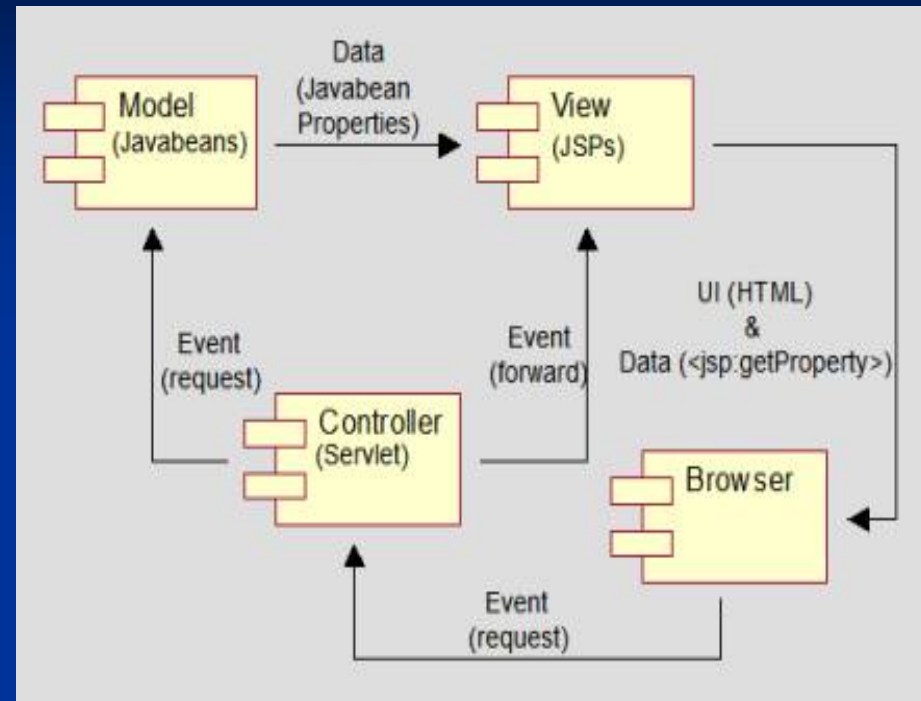 Data
(Javabean
Properties)
Model
(Javabeans)
View
(JSPs)
UI (HTML)
&
Data (<jsp:getProperty>)
Event
(request)
Event
(forward)
Controller
(Servlet)
Browser
Event
(request)